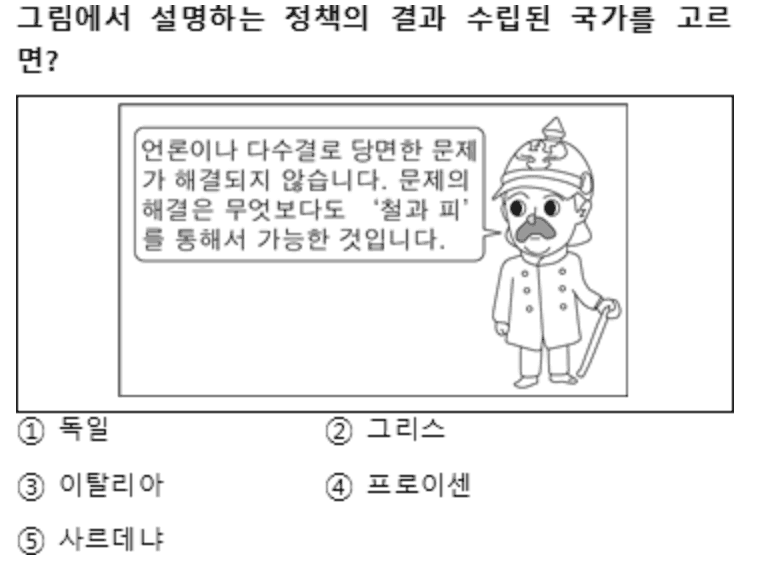 그림에서 설명하는 정책의 결과 수립된 국가를 고르
면?
언론이나 다수결로 당면한 문제
가 해결되지 않습니다. 문제의
해결은 무엇보다도 ‘철과 피’
를 통해서 가능한 것입니다.
① 독일 ② 그리스
③ 이탈리아 ④ 프로이센
⑤ 사르데냐